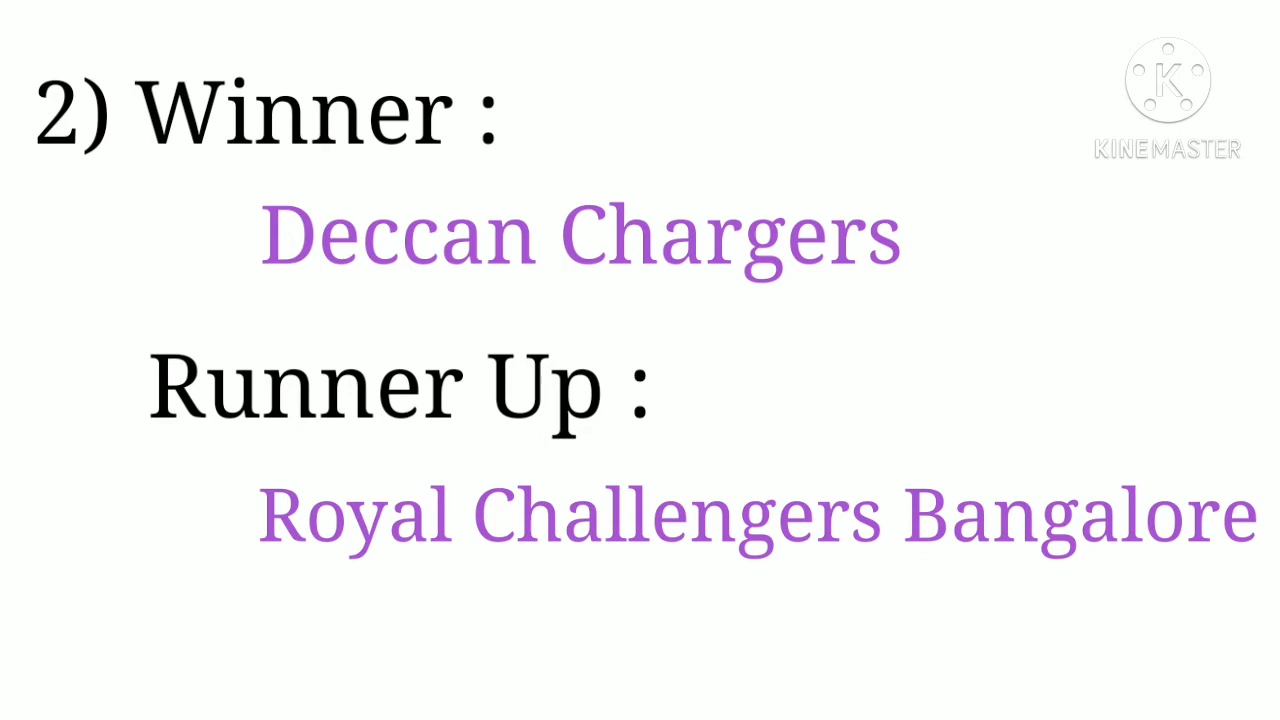 2) Winner :
K
KINEMASTER
Deccan Chargers
Runner Up :
Royal Challengers Bangalore